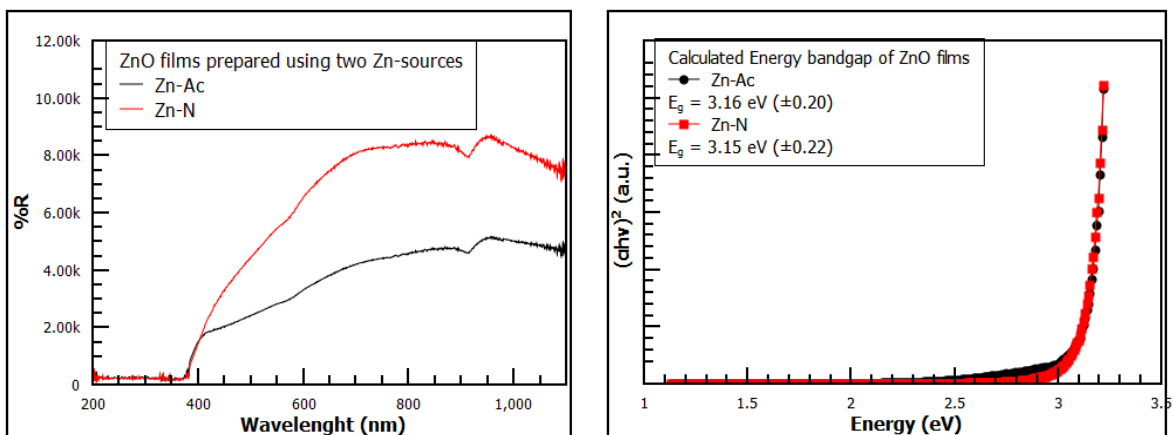 ZnO films prepared using two Zn-sources
Zn-Ac
Zn-N
12.00k
10.00k
8.00k
6.00k
4.00k
2.00k
0
%R
200 400 600 800 1,000
Wavelenght (nm)
Calculated Energy bandgap of ZnO films
Zn-Ac
E_g = 3.16 eV (±0.20)
Zn-N
E_g = 3.15 eV (±0.22)
(αhν)² (a.u.)
1 1.5 2 2.5 3 3.5
Energy (eV)